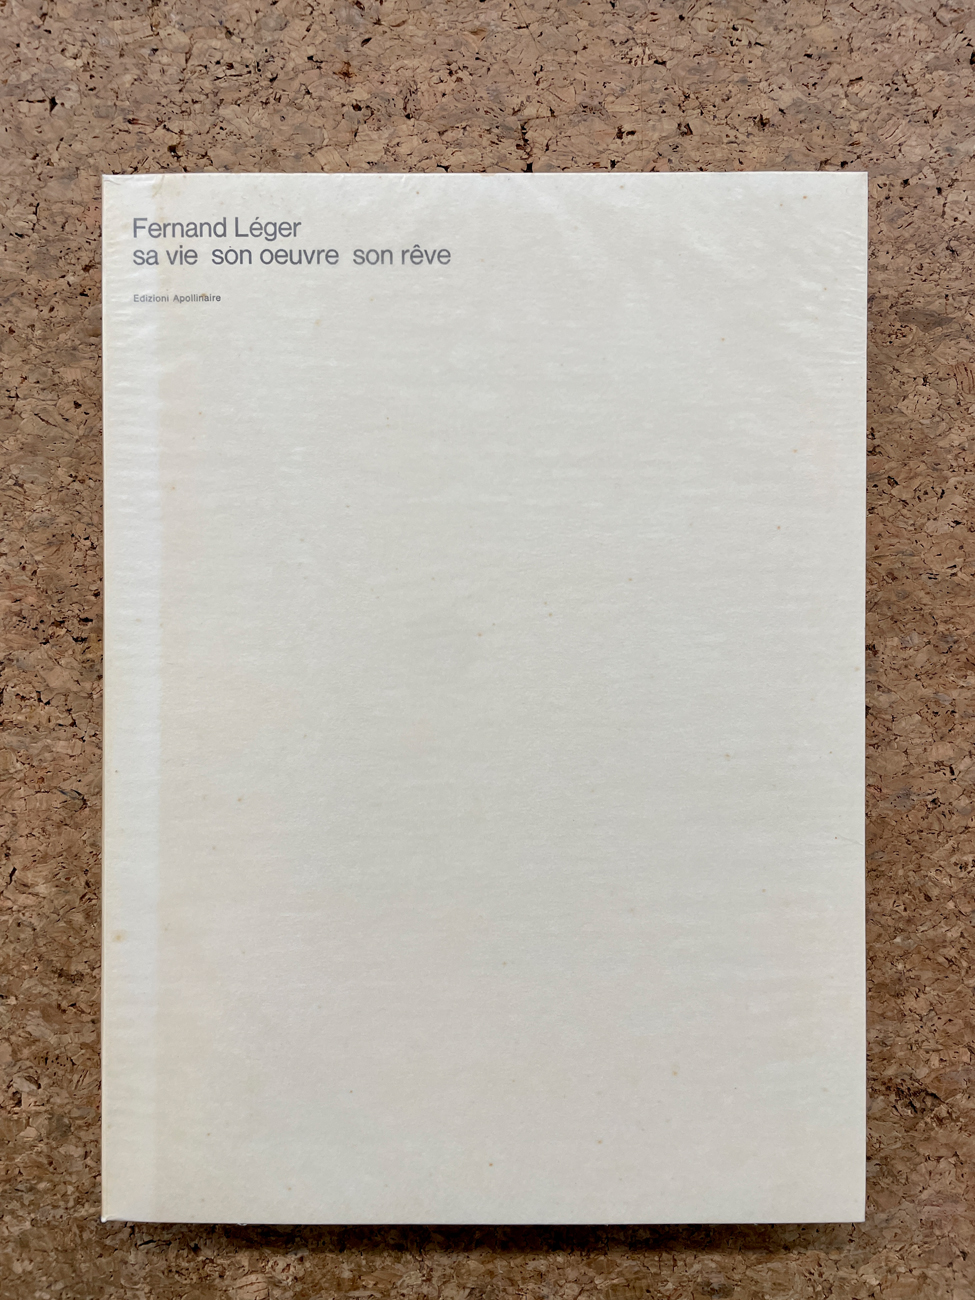 Fernand Léger
sa vie son oeuvre son rêve
Edizioni Apollinaire